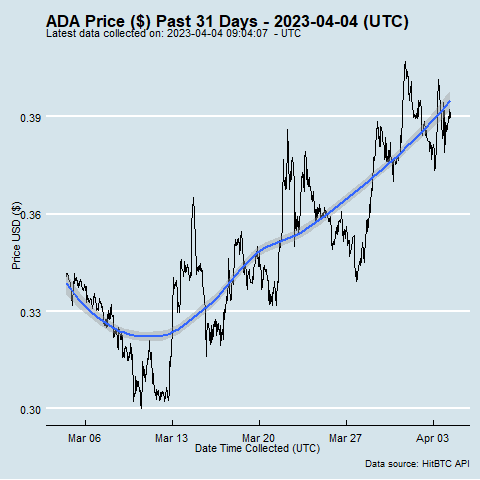 ADA Price ($) Past 31 Days - 2023-04-04 (UTC)
Latest data collected on: 2023-04-04 09:04:07 - UTC
Price USD ($)
0.39
0.36
0.33
0.30
Mar 06 Mar 13 Mar 20 Mar 27 Apr 03
Date Time Collected (UTC)
Data source: HitBTC API